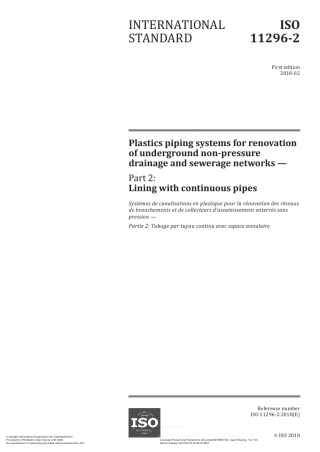 INTERNATIONAL
STANDARD
ISO
11296-2
First edition
2018-02
Plastics piping systems for renovation
of underground non-pressure
drainage and sewerage networks —
Part 2:
Lining with continuous pipes
Systèmes de canalisations en plastique pour la rénovation des réseaux
de branchements et de collecteurs d'assainissement enterrés sans
pression —
Partie 2: Tubage par tuyau continu avec espace annulaire
Reference number
ISO 11296-2:2018(E)
ISO
© ISO 2018